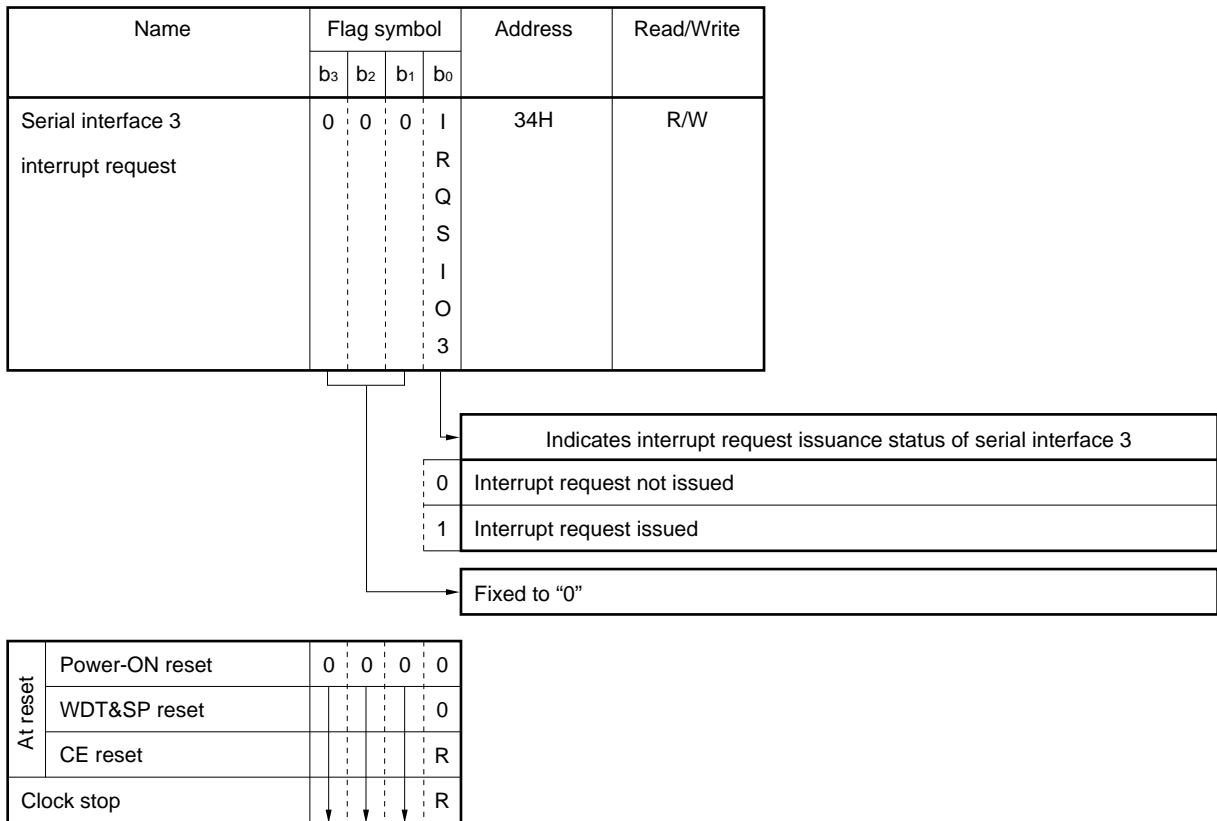 Name Flag symbol Address Read/Write
b3 b2 b1 b0
Serial interface 3 0 0 0 I 34H R/W
interrupt request R
Q
S
I
O
3
Indicates interrupt request issuance status of serial interface 3
0 Interrupt request not issued
1 Interrupt request issued
Fixed to “0”
At reset
Power-ON reset 0 0 0 0
WDT&SP reset 0
CE reset R
Clock stop R